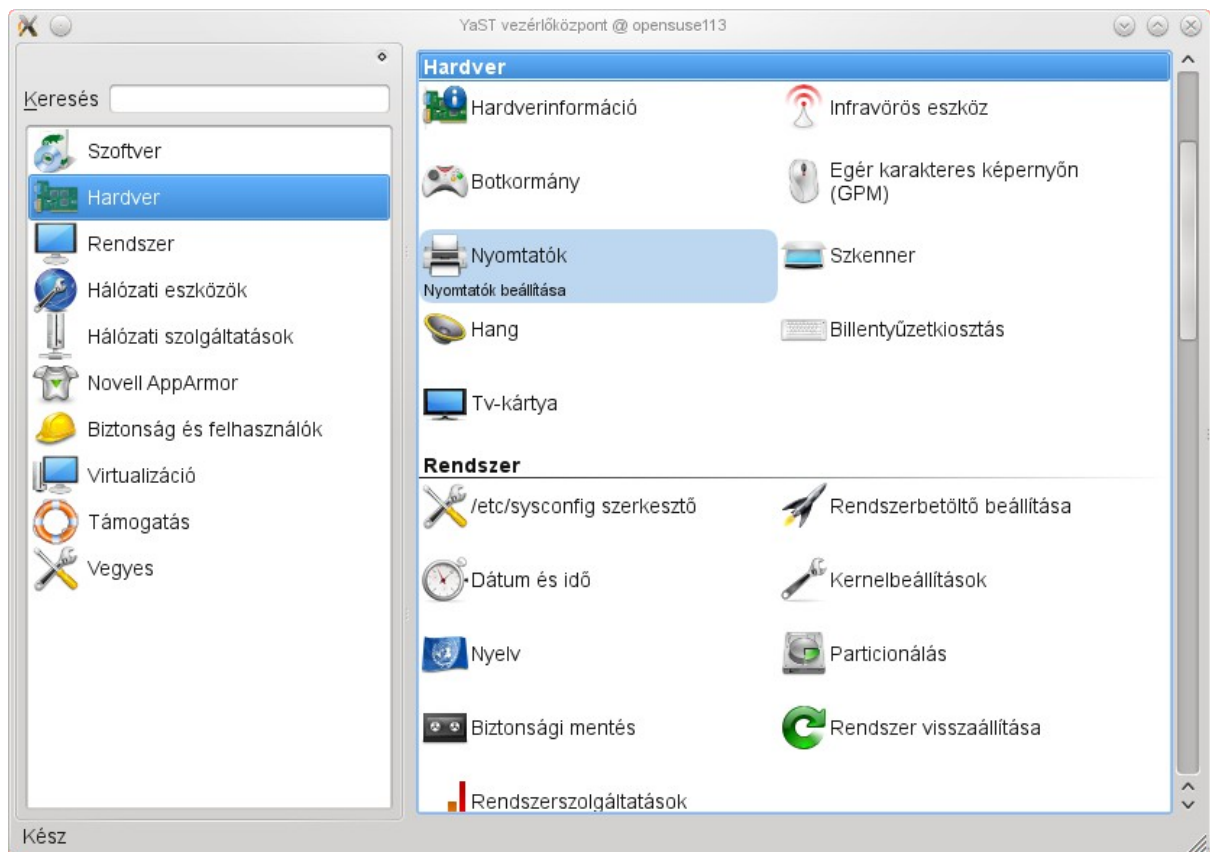 YaST vezérlőközpont @ opensuse113
Keresés
Szoftver
Hardver
Rendszer
Hálózati eszközök
Hálózati szolgáltatások
Novell AppArmor
Biztonság és felhasználók
Virtualizáció
Támogatás
Vegyes
Hardver
Hardverinformáció
Infravörös eszköz
Botkormány
Egér karakteres képernyőn
(GPM)
Nyomtatók
Nyomtatók beállítása
Szkenner
Hang
Billentyűzetkiosztás
Tv-kártya
Rendszer
/etc/sysconfig szerkesztő
Rendszerbetöltő beállítása
Dátum és idő
Kernelbeállítások
Nyelv
Particionálás
Biztonsági mentés
Rendszer visszaállítása
Rendszerszolgáltatások
Kész